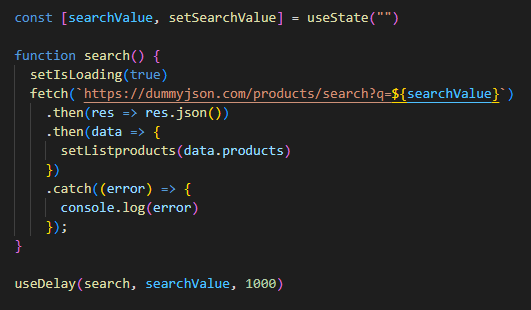 const [searchValue, setSearchValue] = useState("")
function search() {
setIsLoading(true)
fetch(`https://dummyjson.com/products/search?q=${searchValue}`)
.then(res => res.json())
.then(data => {
setListproducts(data.products)
})
.catch((error) => {
console.log(error)
});
}
useDelay(search, searchValue, 1000)